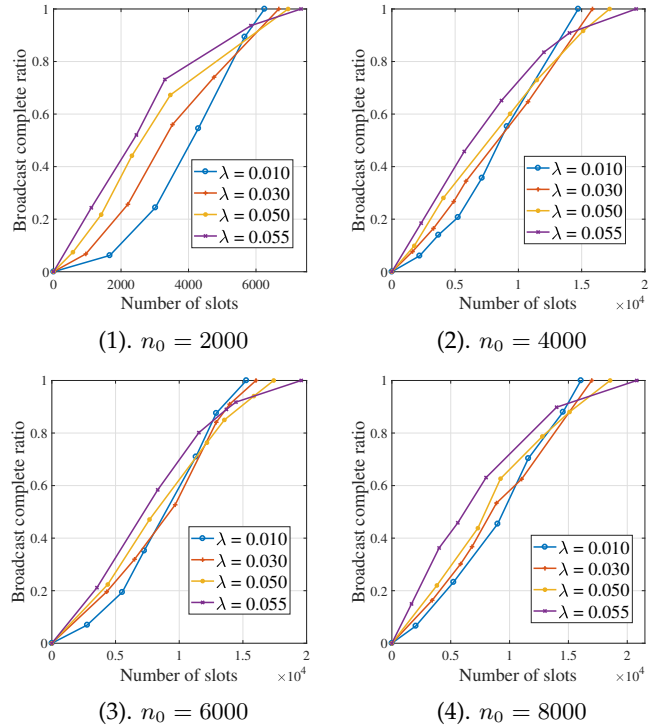 Broadcast complete ratio
1
0.8
0.6
0.4
0.2
0
λ = 0.010
λ = 0.030
λ = 0.050
λ = 0.055
0 2000 4000 6000
Number of slots
(1). n₀ = 2000
Broadcast complete ratio
1
0.8
0.6
0.4
0.2
0
λ = 0.010
λ = 0.030
λ = 0.050
λ = 0.055
0 0.5 1 1.5 2
Number of slots ×10⁴
(2). n₀ = 4000
Broadcast complete ratio
1
0.8
0.6
0.4
0.2
0
λ = 0.010
λ = 0.030
λ = 0.050
λ = 0.055
0 0.5 1 1.5 2
Number of slots ×10⁴
(3). n₀ = 6000
Broadcast complete ratio
1
0.8
0.6
0.4
0.2
0
λ = 0.010
λ = 0.030
λ = 0.050
λ = 0.055
0 0.5 1 1.5 2
Number of slots ×10⁴
(4). n₀ = 8000